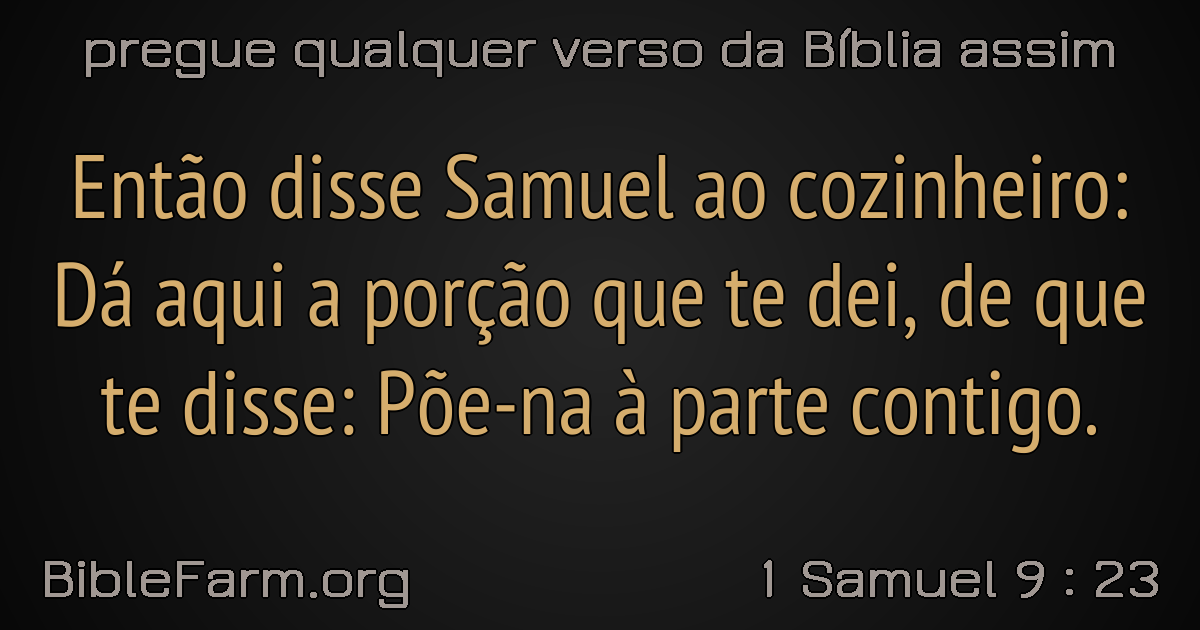 pregue qualquer verso da Bíblia assim
Então disse Samuel ao cozinheiro:
Dá aqui a porção que te dei, de que
te disse: Põe-na à parte contigo.
BibleFarm.org
1 Samuel 9 : 23